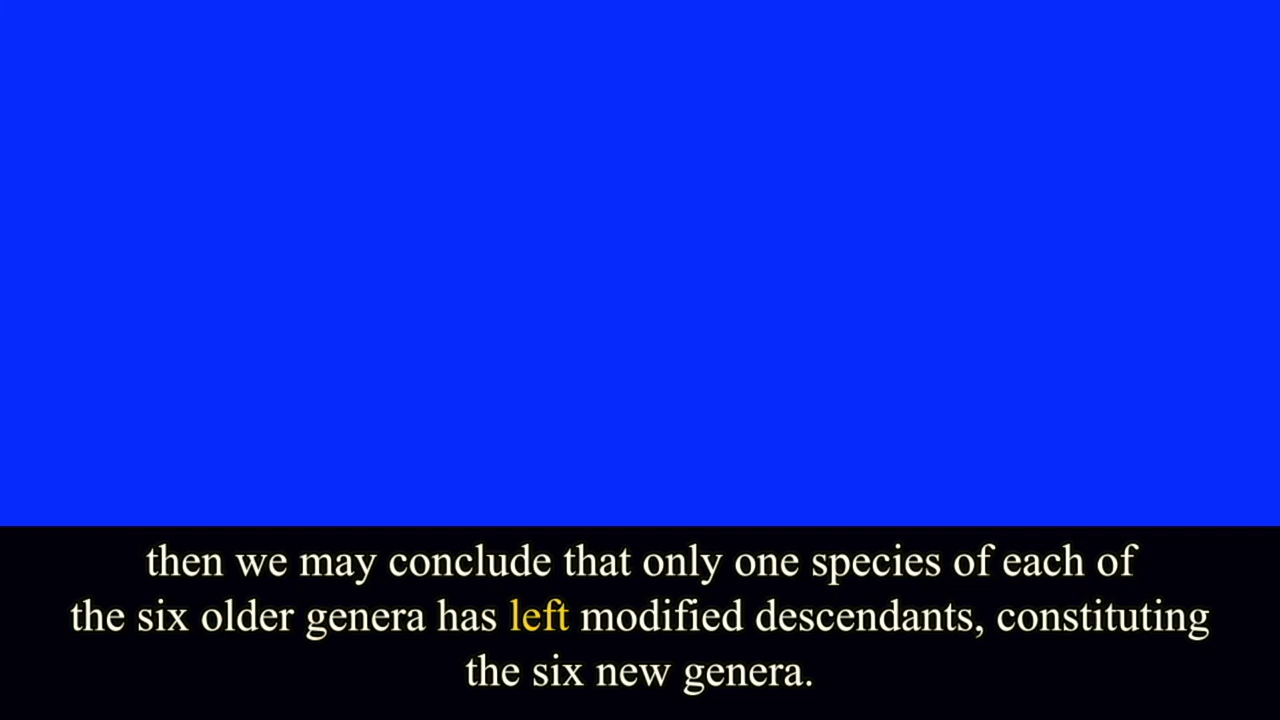 then we may conclude that only one species of each of
the six older genera has left modified descendants, constituting
the six new genera.